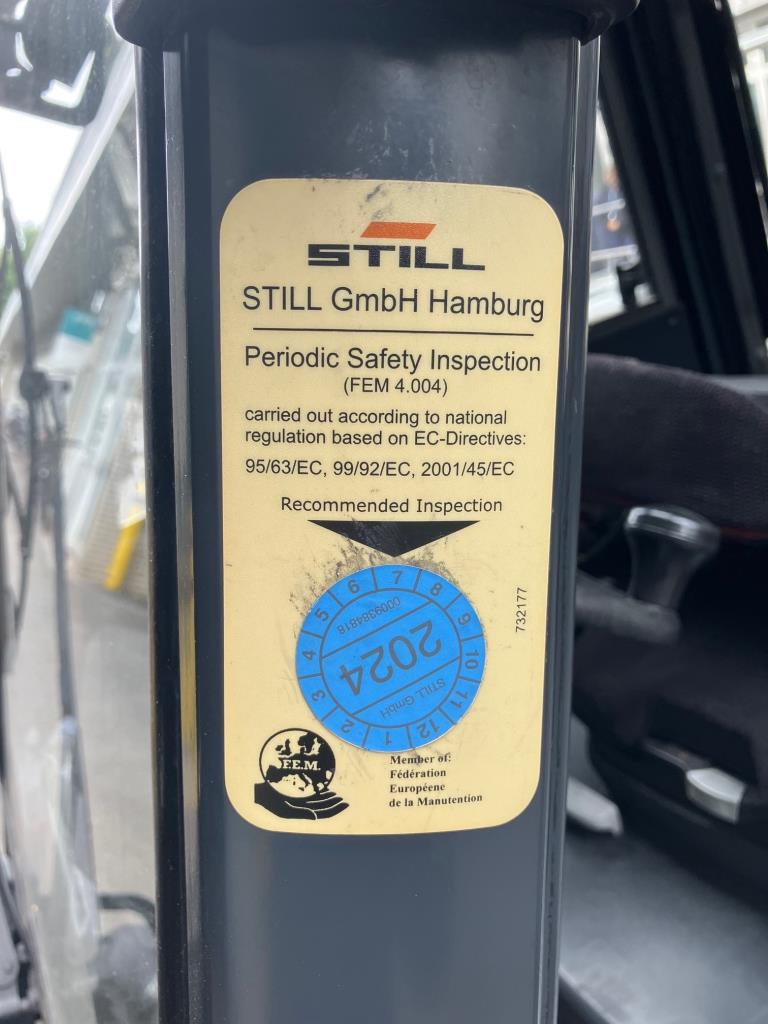 STILL
STILL GmbH Hamburg
Periodic Safety Inspection
(FEM 4.004)
carried out according to national
regulation based on EC-Directives:
95/63/EC, 99/92/EC, 2001/45/EC
Recommended Inspection
1 2 3 4 5 6 7 8 9 10 11 12
0009384818
2024
STILL GmbH
732177
F.E.M.
Member of:
Fédération
Européene
de la Manutention